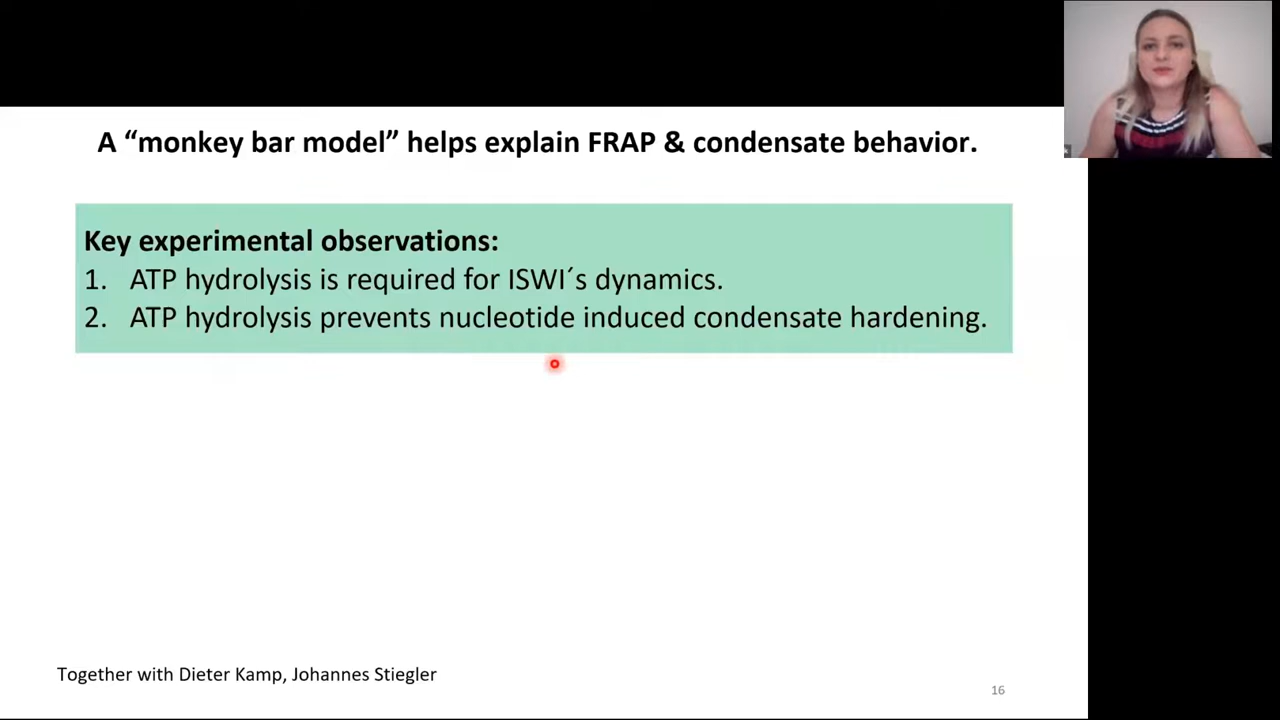 A “monkey bar model” helps explain FRAP & condensate behavior.
Key experimental observations:
1. ATP hydrolysis is required for ISWI´s dynamics.
2. ATP hydrolysis prevents nucleotide induced condensate hardening.
Together with Dieter Kamp, Johannes Stiegler
16